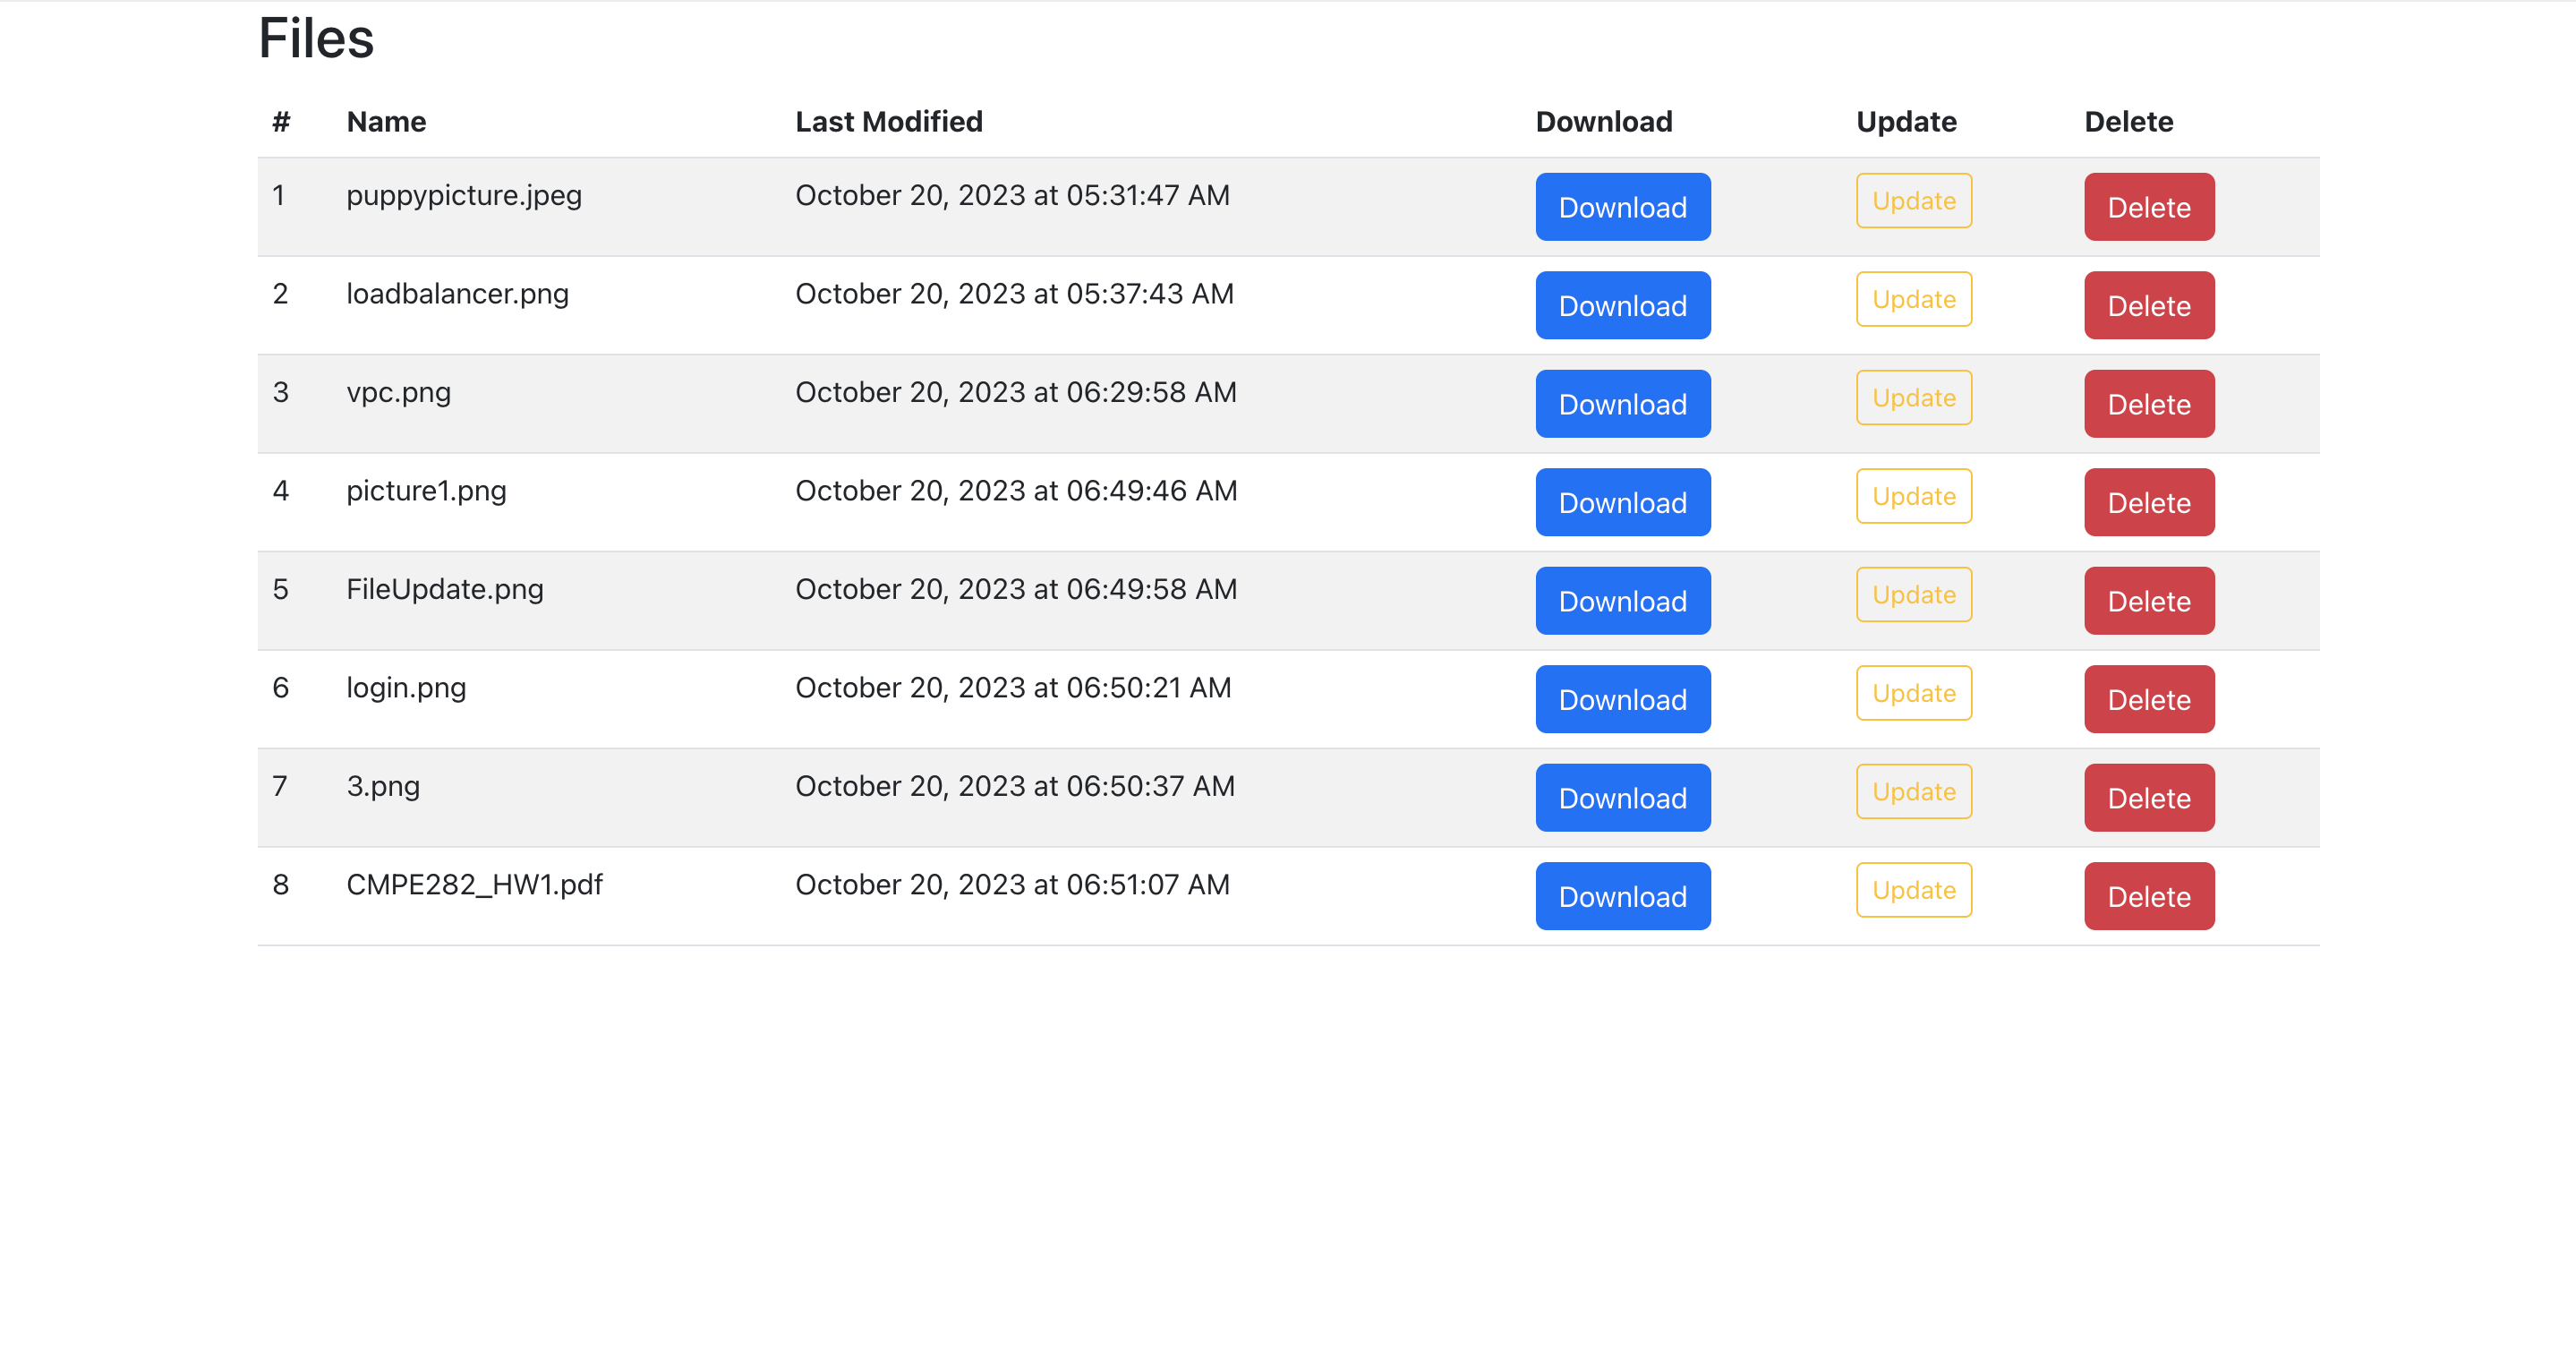 Files
# Name Last Modified Download Update Delete
1 puppypicture.jpeg October 20, 2023 at 05:31:47 AM Download Update Delete
2 loadbalancer.png October 20, 2023 at 05:37:43 AM Download Update Delete
3 vpc.png October 20, 2023 at 06:29:58 AM Download Update Delete
4 picture1.png October 20, 2023 at 06:49:46 AM Download Update Delete
5 FileUpdate.png October 20, 2023 at 06:49:58 AM Download Update Delete
6 login.png October 20, 2023 at 06:50:21 AM Download Update Delete
7 3.png October 20, 2023 at 06:50:37 AM Download Update Delete
8 CMPE282_HW1.pdf October 20, 2023 at 06:51:07 AM Download Update Delete